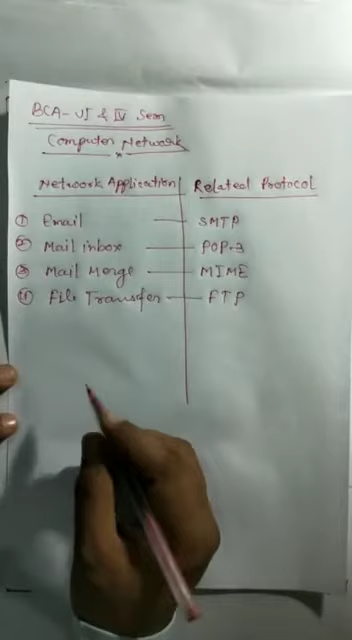 BCA-VI & IV Sem
Computer Network
Network Application Related Protocol
① Email — SMTP
② Mail inbox — POP-3
③ Mail Merge — MIME
④ File Transfer — FTP